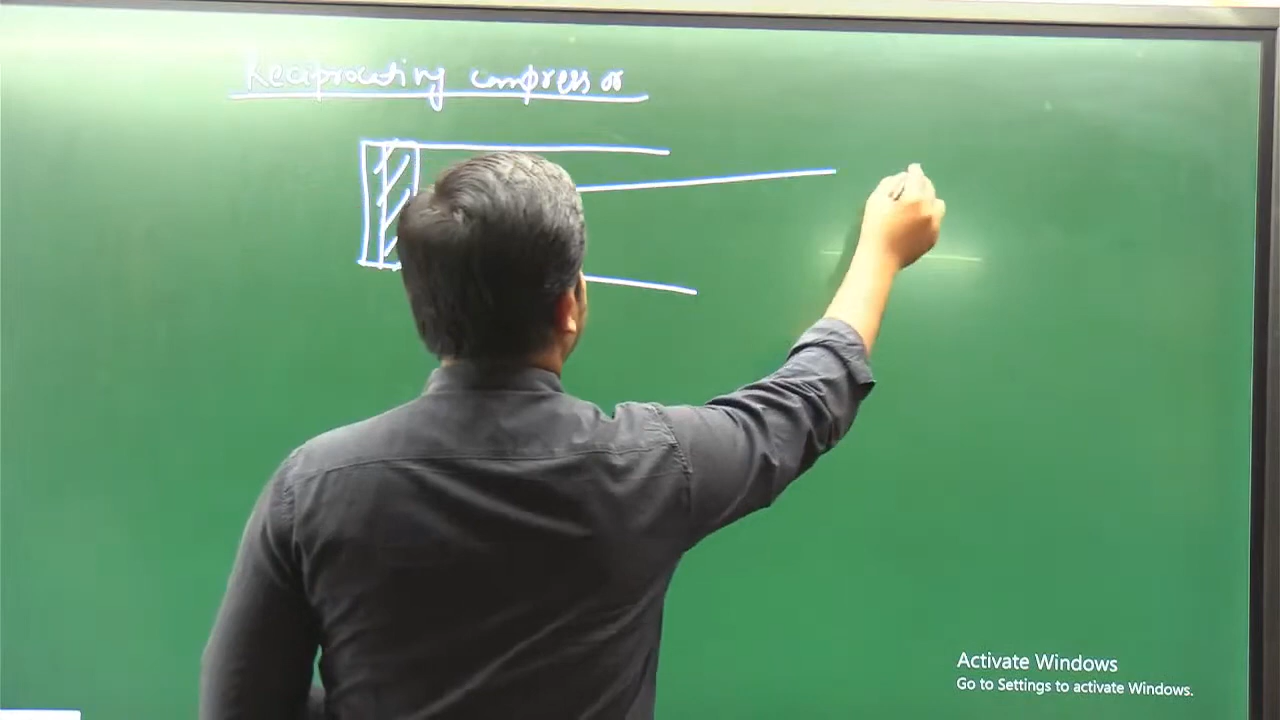 Reciprocating compressor
Activate Windows
Go to Settings to activate Windows.